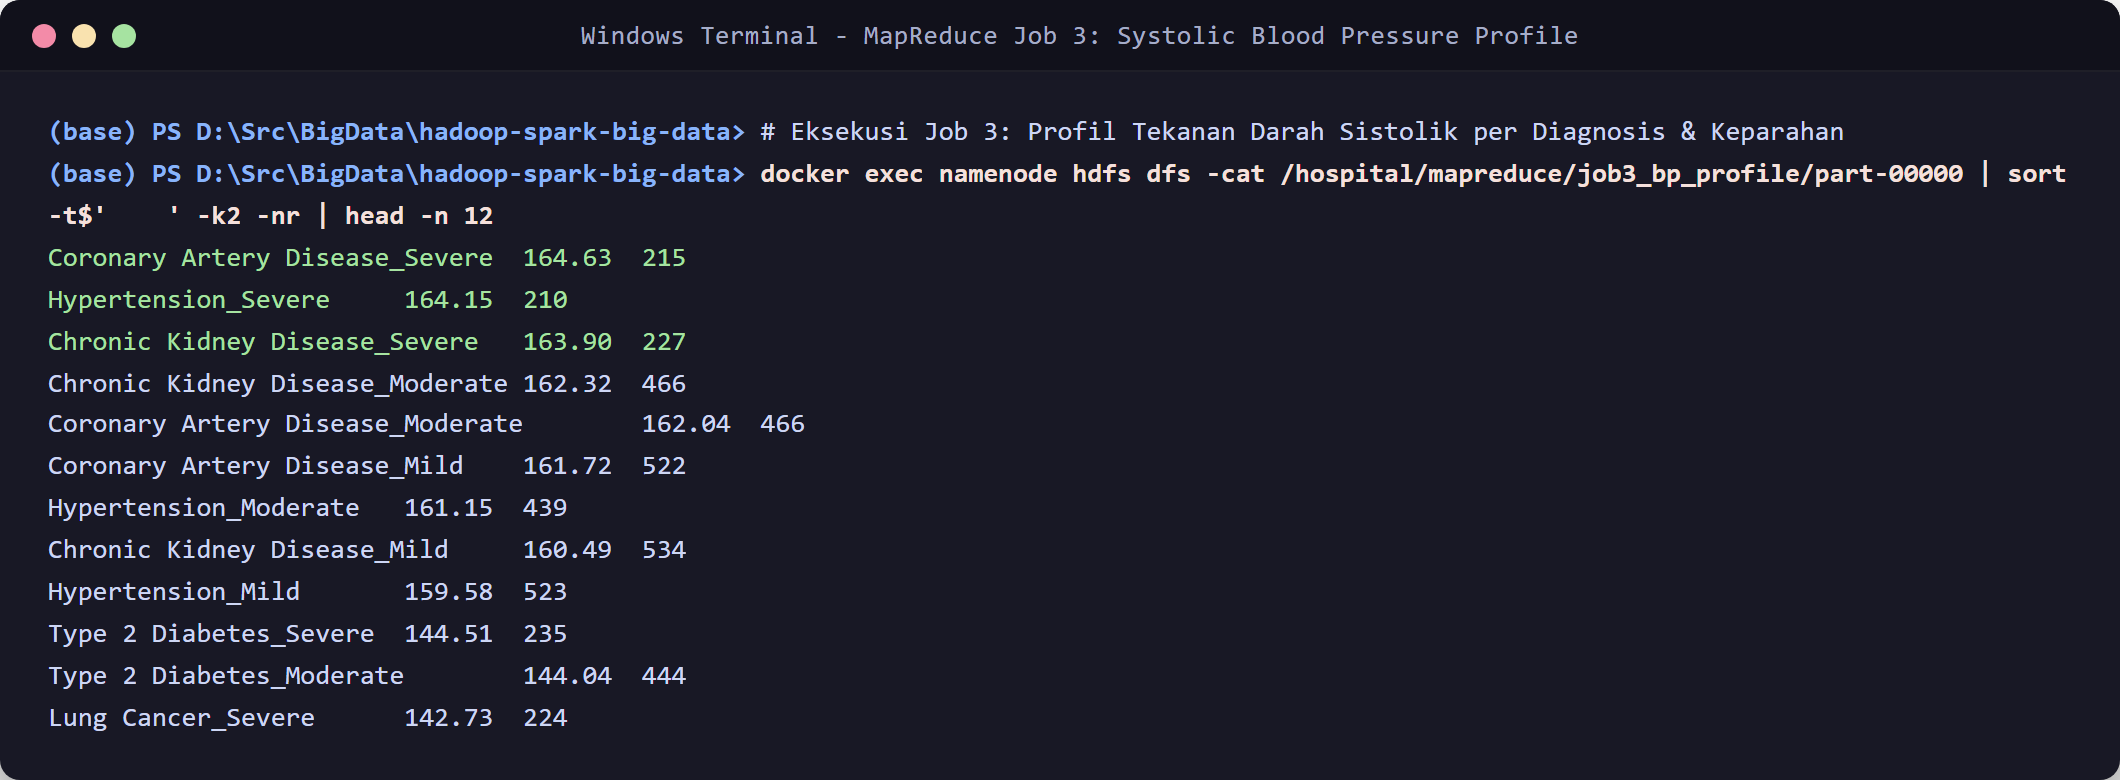 Windows Terminal - MapReduce Job 3: Systolic Blood Pressure Profile
(base) PS D:\Src\BigData\hadoop-spark-big-data> # Eksekusi Job 3: Profil Tekanan Darah Sistolik per Diagnosis & Keparahan
(base) PS D:\Src\BigData\hadoop-spark-big-data> docker exec namenode hdfs dfs -cat /hospital/mapreduce/job3_bp_profile/part-00000 | sort
-t$'    ' -k2 -nr | head -n 12
Coronary Artery Disease_Severe  164.63  215
Hypertension_Severe     164.15  210
Chronic Kidney Disease_Severe   163.90  227
Chronic Kidney Disease_Moderate 162.32  466
Coronary Artery Disease_Moderate        162.04  466
Coronary Artery Disease_Mild    161.72  522
Hypertension_Moderate   161.15  439
Chronic Kidney Disease_Mild     160.49  534
Hypertension_Mild       159.58  523
Type 2 Diabetes_Severe  144.51  235
Type 2 Diabetes_Moderate        144.04  444
Lung Cancer_Severe      142.73  224